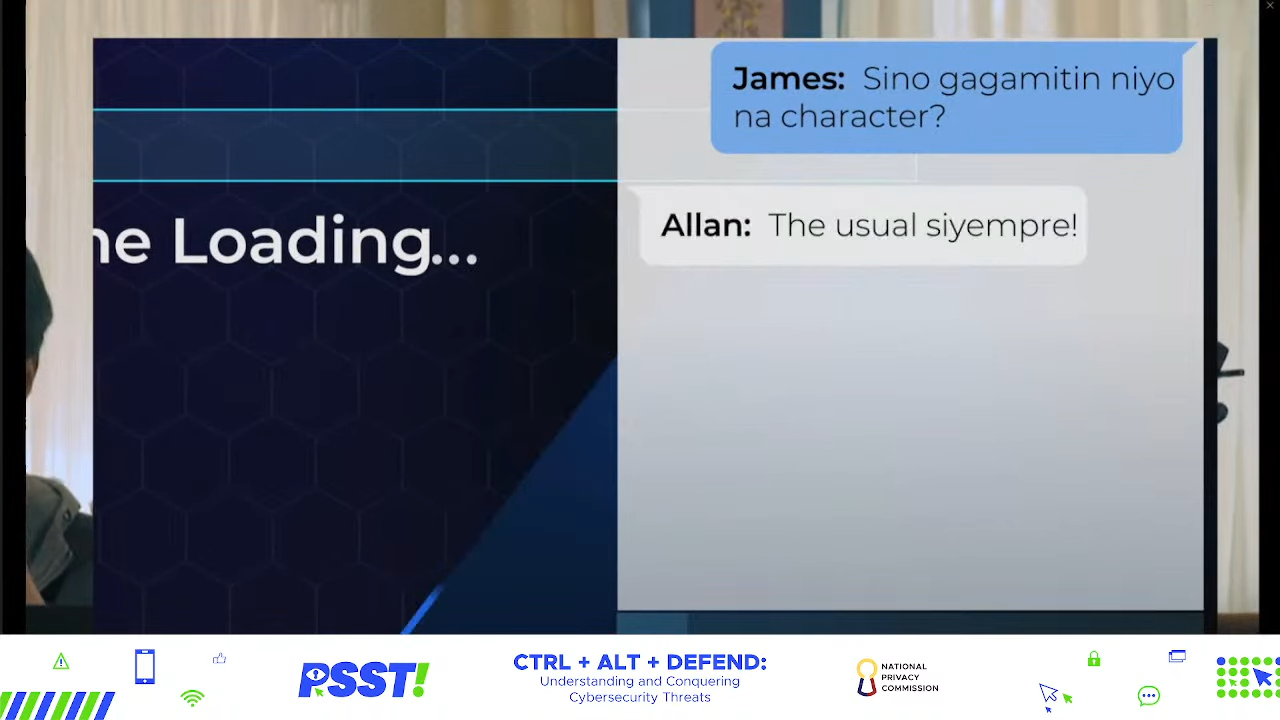 James: Sino gagamitin niyo
na character?
Allan: The usual siyempre!
ne Loading...
PSST!
CTRL + ALT + DEFEND:
Understanding and Conquering
Cybersecurity Threats
NATIONAL
PRIVACY
COMMISSION